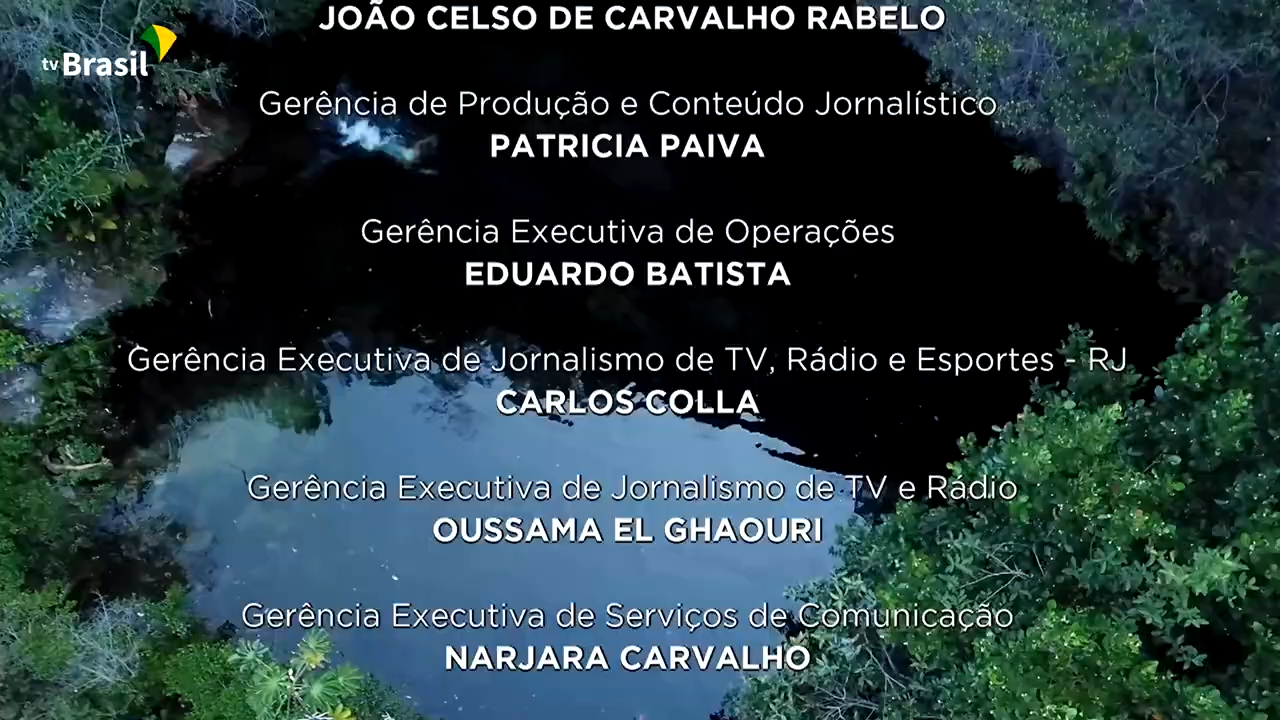 JOÃO CELSO DE CARVALHO RABELO
tv Brasil
Gerência de Produção e Conteúdo Jornalístico
PATRICIA PAIVA
Gerência Executiva de Operações
EDUARDO BATISTA
Gerência Executiva de Jornalismo de TV, Rádio e Esportes - RJ
CARLOS COLLA
Gerência Executiva de Jornalismo de TV e Rádio
OUSSAMA EL GHAOURI
Gerência Executiva de Serviços de Comunicação
NARJARA CARVALHO